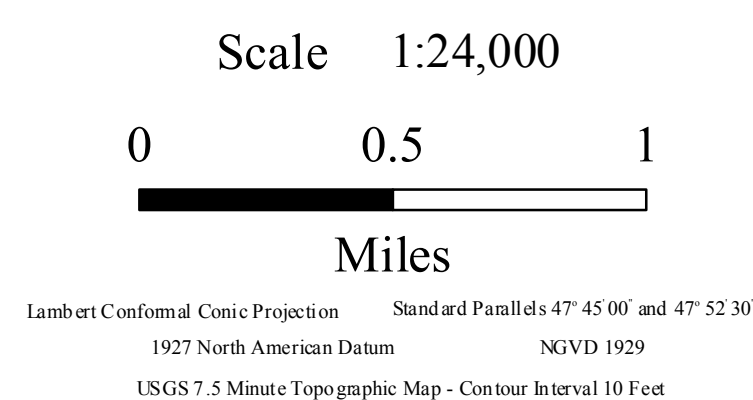 Scale 1:24,000
0 0.5 1
Miles
Lambert Conformal Conic Projection Standard Parallels 47° 45' 00" and 47° 52' 30"
1927 North American Datum NGVD 1929
USGS 7.5 Minute Topographic Map - Contour Interval 10 Feet